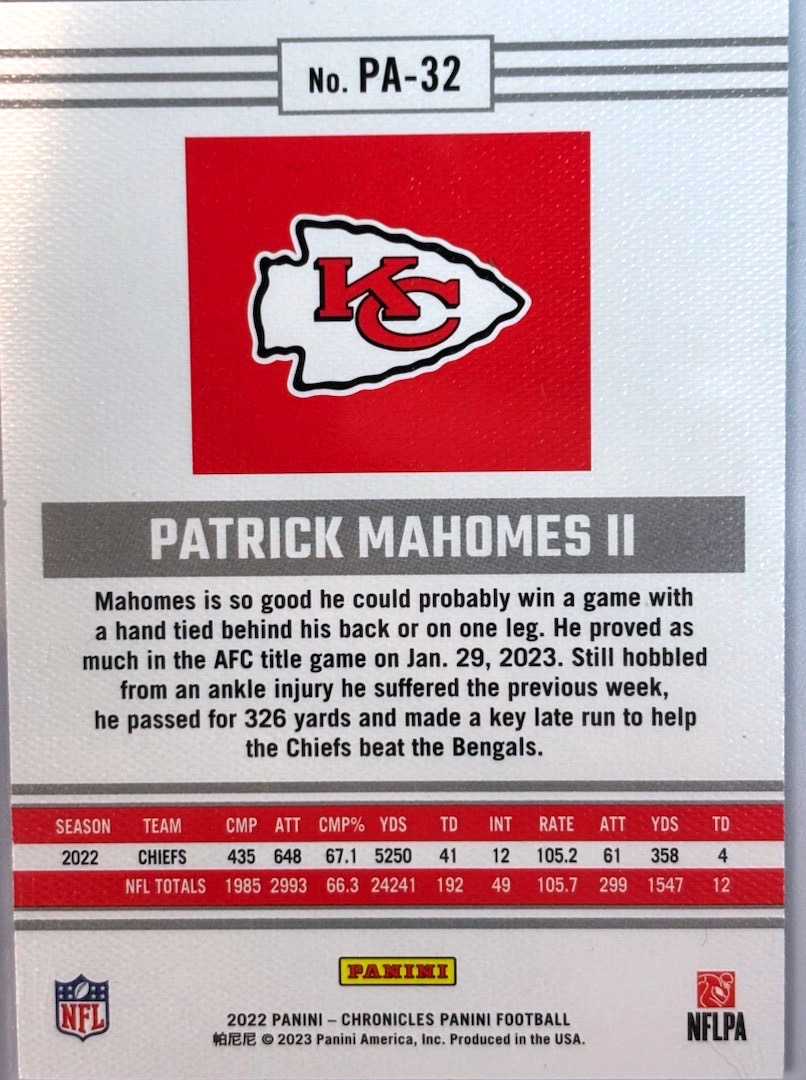 No. PA-32
KC
PATRICK MAHOMES II
Mahomes is so good he could probably win a game with
a hand tied behind his back or on one leg. He proved as
much in the AFC title game on Jan. 29, 2023. Still hobbled
from an ankle injury he suffered the previous week,
he passed for 326 yards and made a key late run to help
the Chiefs beat the Bengals.
SEASON TEAM CMP ATT CMP% YDS TD INT RATE ATT YDS TD
2022 CHIEFS 435 648 67.1 5250 41 12 105.2 61 358 4
NFL TOTALS 1985 2993 66.3 24241 192 49 105.7 299 1547 12
PANINI
NFL
NFLPA
2022 PANINI – CHRONICLES PANINI FOOTBALL
帕尼尼 © 2023 Panini America, Inc. Produced in the USA.